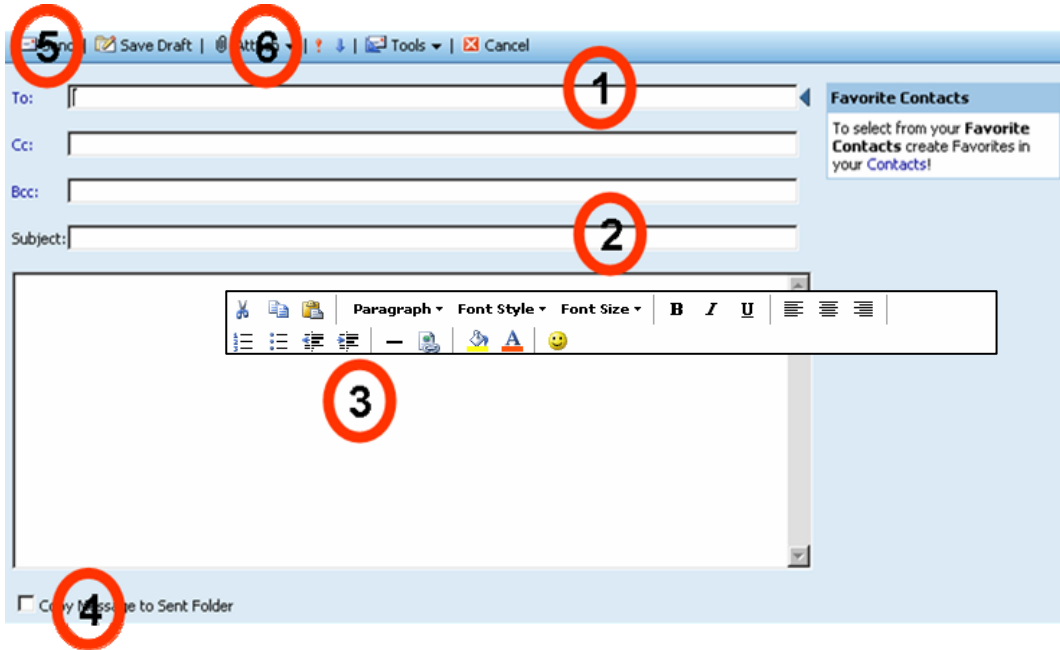 5 | Save Draft | 6 | Tools | Cancel
To: 1
Cc:
Bcc:
Subject: 2
Favorite Contacts
To select from your Favorite
Contacts create Favorites in
your Contacts!
Paragraph Font Style Font Size B I U
A
3
Copy Message to Sent Folder
4